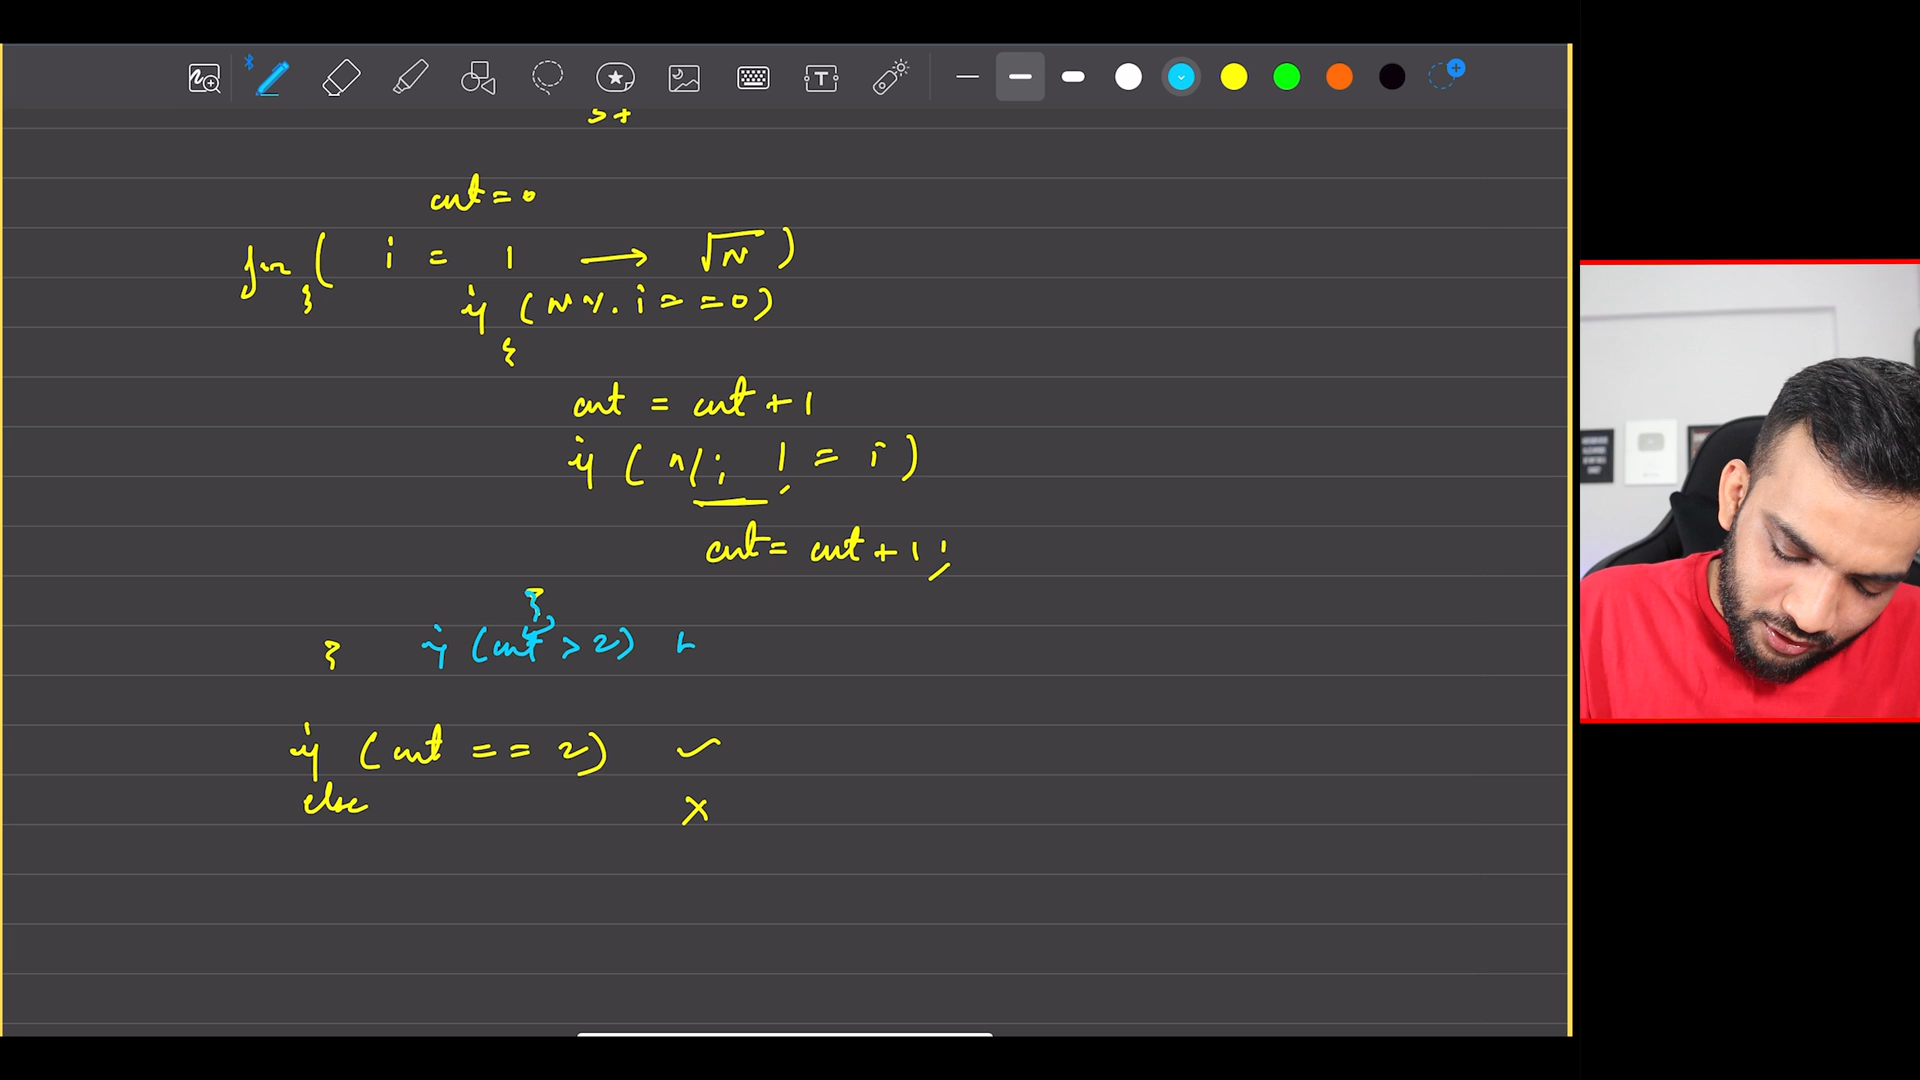 cnt = 0
for ( i = 1 → √N )
{
if ( N % i == 0 )
{
cnt = cnt + 1
if ( n/i != i )
cnt = cnt + 1;
}
} if (cnt > 2) b
if ( cnt == 2 ) ✓
else X